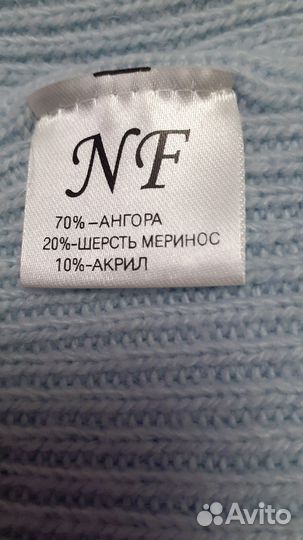 NF
70%-АНГОРА
20%-ШЕРСТЬ МЕРИНОС
10%-АКРИЛ
Avito